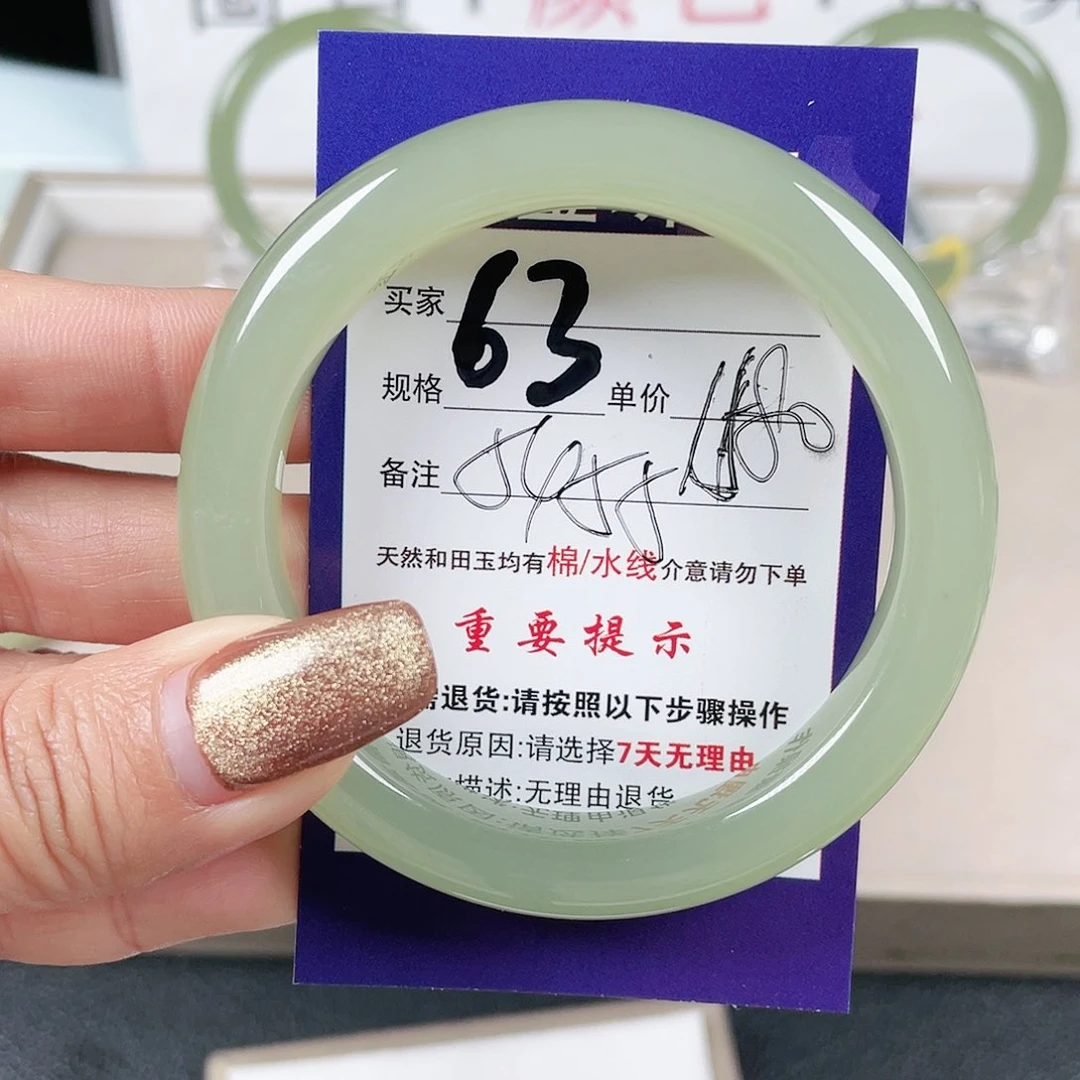 颜色
买家
63
规格 单价
备注
天然和田玉均有棉/水线介意请勿下单
重要提示
退货:请按照以下步骤操作
退货原因:请选择7天无理由
描述:无理由退货